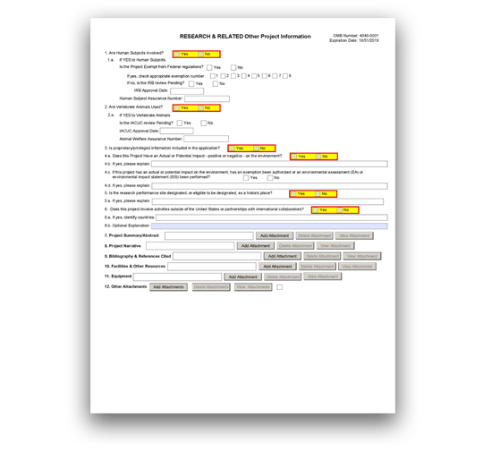 RESEARCH & RELATED Other Project Information
OMB Number: 4040-0001
Expiration Date: 10/31/2019
1. Are Human Subjects Involved? Yes No
1.a. If YES to Human Subjects
Is the Project Exempt from Federal regulations? Yes No
If yes, check appropriate exemption number. 1 2 3 4 5 6 7 8
If no, is the IRB review Pending? Yes No
IRB Approval Date:
Human Subject Assurance Number:
2. Are Vertebrate Animals Used? Yes No
2.a. If YES to Vertebrate Animals
Is the IACUC review Pending? Yes No
IACUC Approval Date:
Animal Welfare Assurance Number:
3. Is proprietary/privileged information included in the application? Yes No
4.a. Does this Project Have an Actual or Potential Impact - positive or negative - on the environment? Yes No
4.b. If yes, please explain:
4.c. If this project has an actual or potential impact on the environment, has an exemption been authorized or an environmental assessment (EA) or
environmental impact statement (EIS) been performed? Yes No
4.d. If yes, please explain:
5. Is the research performance site designated, or eligible to be designated, as a historic place? Yes No
5.a. If yes, please explain:
6. Does this project involve activities outside of the United States or partnerships with international collaborators? Yes No
6.a. If yes, identify countries:
6.b. Optional Explanation:
7. Project Summary/Abstract Add Attachment Delete Attachment View Attachment
8. Project Narrative Add Attachment Delete Attachment View Attachment
9. Bibliography & References Cited Add Attachment Delete Attachment View Attachment
10. Facilities & Other Resources Add Attachment Delete Attachment View Attachment
11. Equipment Add Attachment Delete Attachment View Attachment
12. Other Attachments Add Attachments Delete Attachments View Attachments